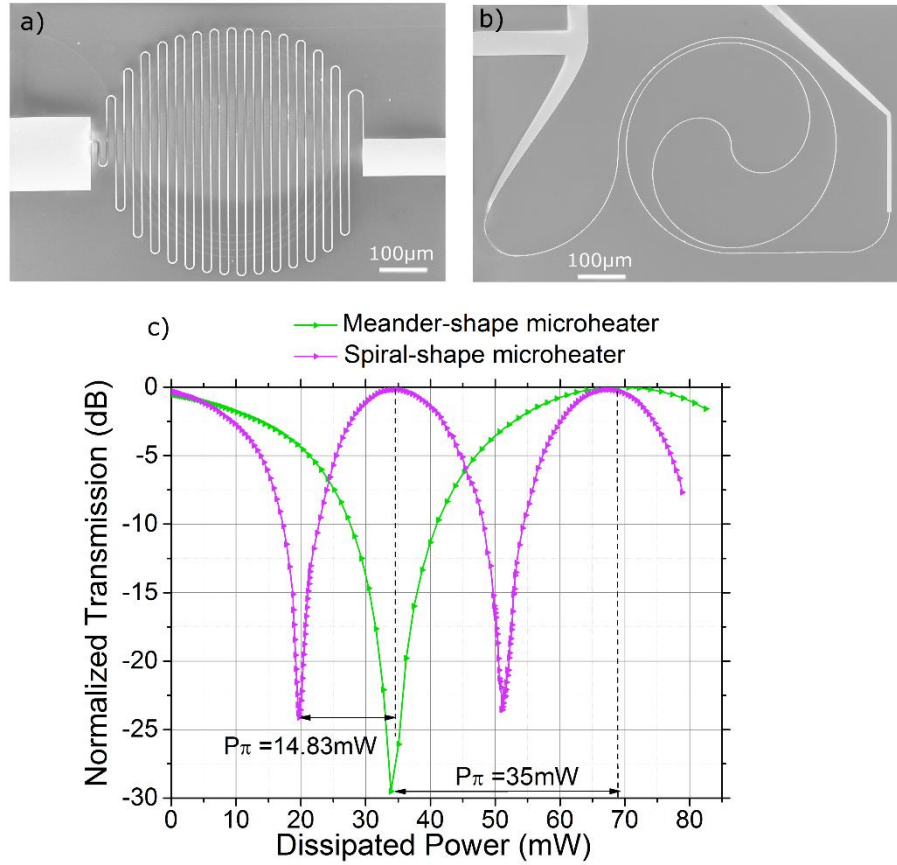 a)
100µm
b)
100µm
c)
Meander-shape microheater
Spiral-shape microheater
Normalized Transmission (dB)
0
-5
-10
-15
-20
-25
-30
Pπ =14.83mW
Pπ =35mW
0 10 20 30 40 50 60 70 80
Dissipated Power (mW)